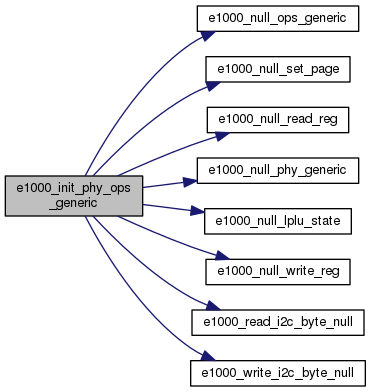 e1000_null_ops_generic
e1000_null_set_page
e1000_null_read_reg
e1000_init_phy_ops
_generic
e1000_null_phy_generic
e1000_null_lplu_state
e1000_null_write_reg
e1000_read_i2c_byte_null
e1000_write_i2c_byte_null